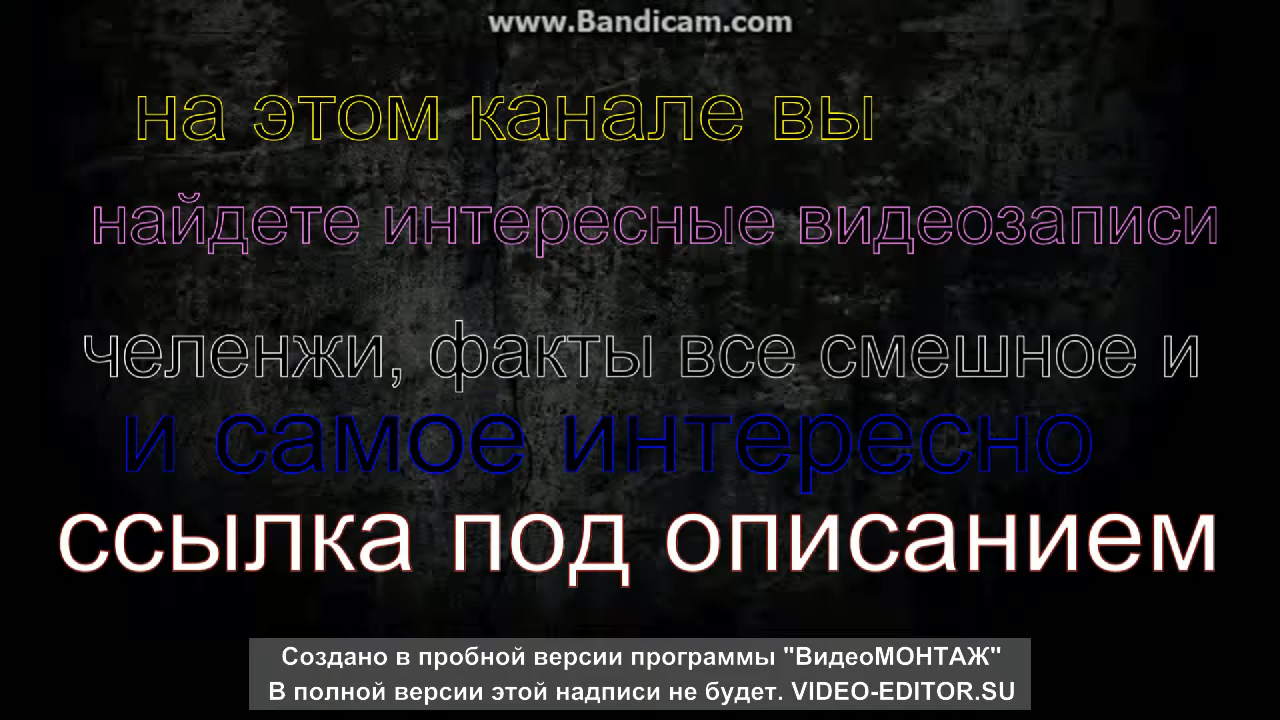 www.Bandicam.com
на этом канале вы
найдете интересные видеозаписи
челенжи, факты все смешное и
и самое интересно
ссылка под описанием
Создано в пробной версии программы "ВидеоМОНТАЖ"
В полной версии этой надписи не будет. VIDEO-EDITOR.SU